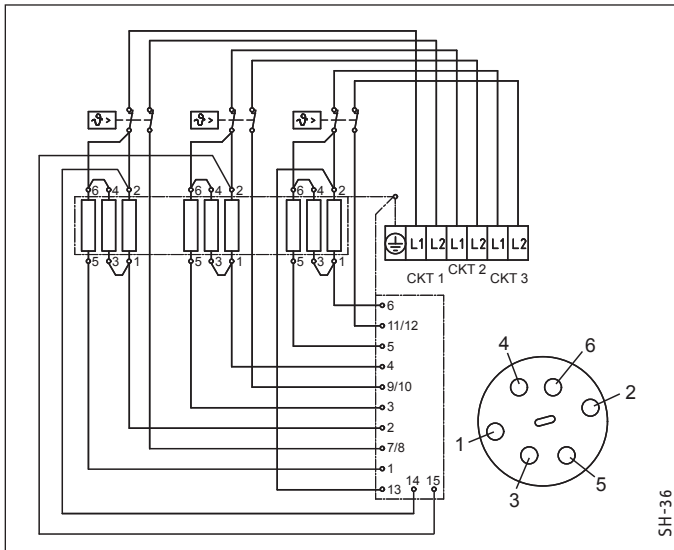 ϑ > ϑ > ϑ >
6 4 2 6 4 2 6 4 2
5 3 1 5 3 1 5 3 1
L1 L2 L1 L2 L1 L2
CKT 1 CKT 2 CKT 3
6
11/12
5
4
9/10
3
2
7/8
1
13 14 15
4 6
2
1
3 5
SH-36